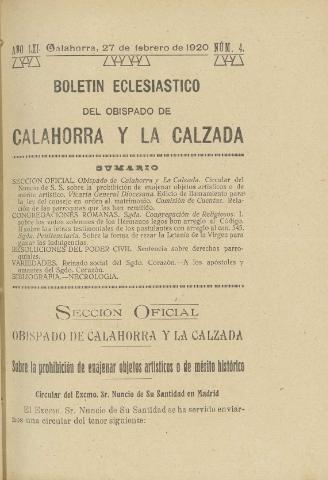 AÑO LXI. Calahorra, 27 de febrero de 1920 NÚM. 4.
BOLETIN ECLESIASTICO
DEL OBISPADO DE
CALAHORRA Y LA CALZADA
SUMARIO
SECCION OFICIAL. Obispado de Calahorra y La Calzada. Circular del
Nuncio de S. S. sobre la prohibición de enajenar objetos artísticos o de
mérito artístico. Vicaría General Diocesana. Edicto de llamamiento para
la ley del consejo en orden al matrimonio. Comisión de Cuentas. Rela-
ción de las parroquias que las han remitido.
CONGREGACIONES ROMANAS. Sgda. Congregación de Religiosos: I.
sobre los votos solemnes de los Hermanos legos con arreglo al Código.
II sobre las letras testimoniales de los postulantes con arreglo al can. 545.
Sgda. Penitenciaría. Sobre la forma de rezar la Letanía de la Virgen para
ganar las indulgencias.
RESOLUCIONES DEL PODER CIVIL. Sentencia sobre derechos parro-
quiales.
VARIEDADES. Reinado social del Sgdo. Corazón.—A los apóstoles y
amantes del Sgdo. Corazón.
BIBLIOGRAFIA.—NECROLOGIA.
SECCION OFICIAL
OBISPADO DE CALAHORRA Y LA CALZADA
Sobre la prohibición de enajenar objetos artísticos o de mérito histórico
Circular del Excmo. Sr. Nuncio de Su Santidad en Madrid
El Excmo. Sr. Nuncio de Su Santidad se ha servido enviar-
nos una circular del tenor siguiente: